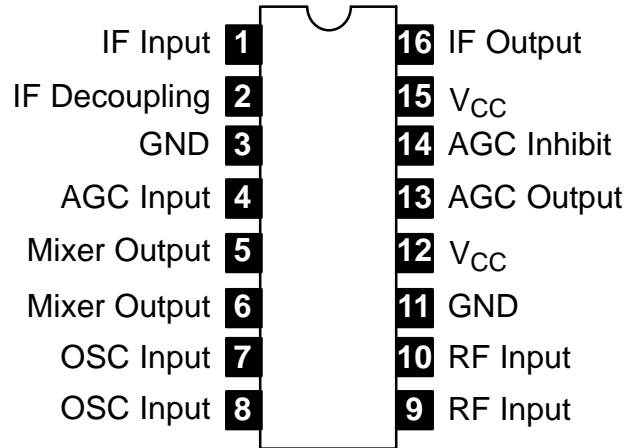 IF Input 1 16 IF Output
IF Decoupling 2 15 VCC
GND 3 14 AGC Inhibit
AGC Input 4 13 AGC Output
Mixer Output 5 12 VCC
Mixer Output 6 11 GND
OSC Input 7 10 RF Input
OSC Input 8 9 RF Input